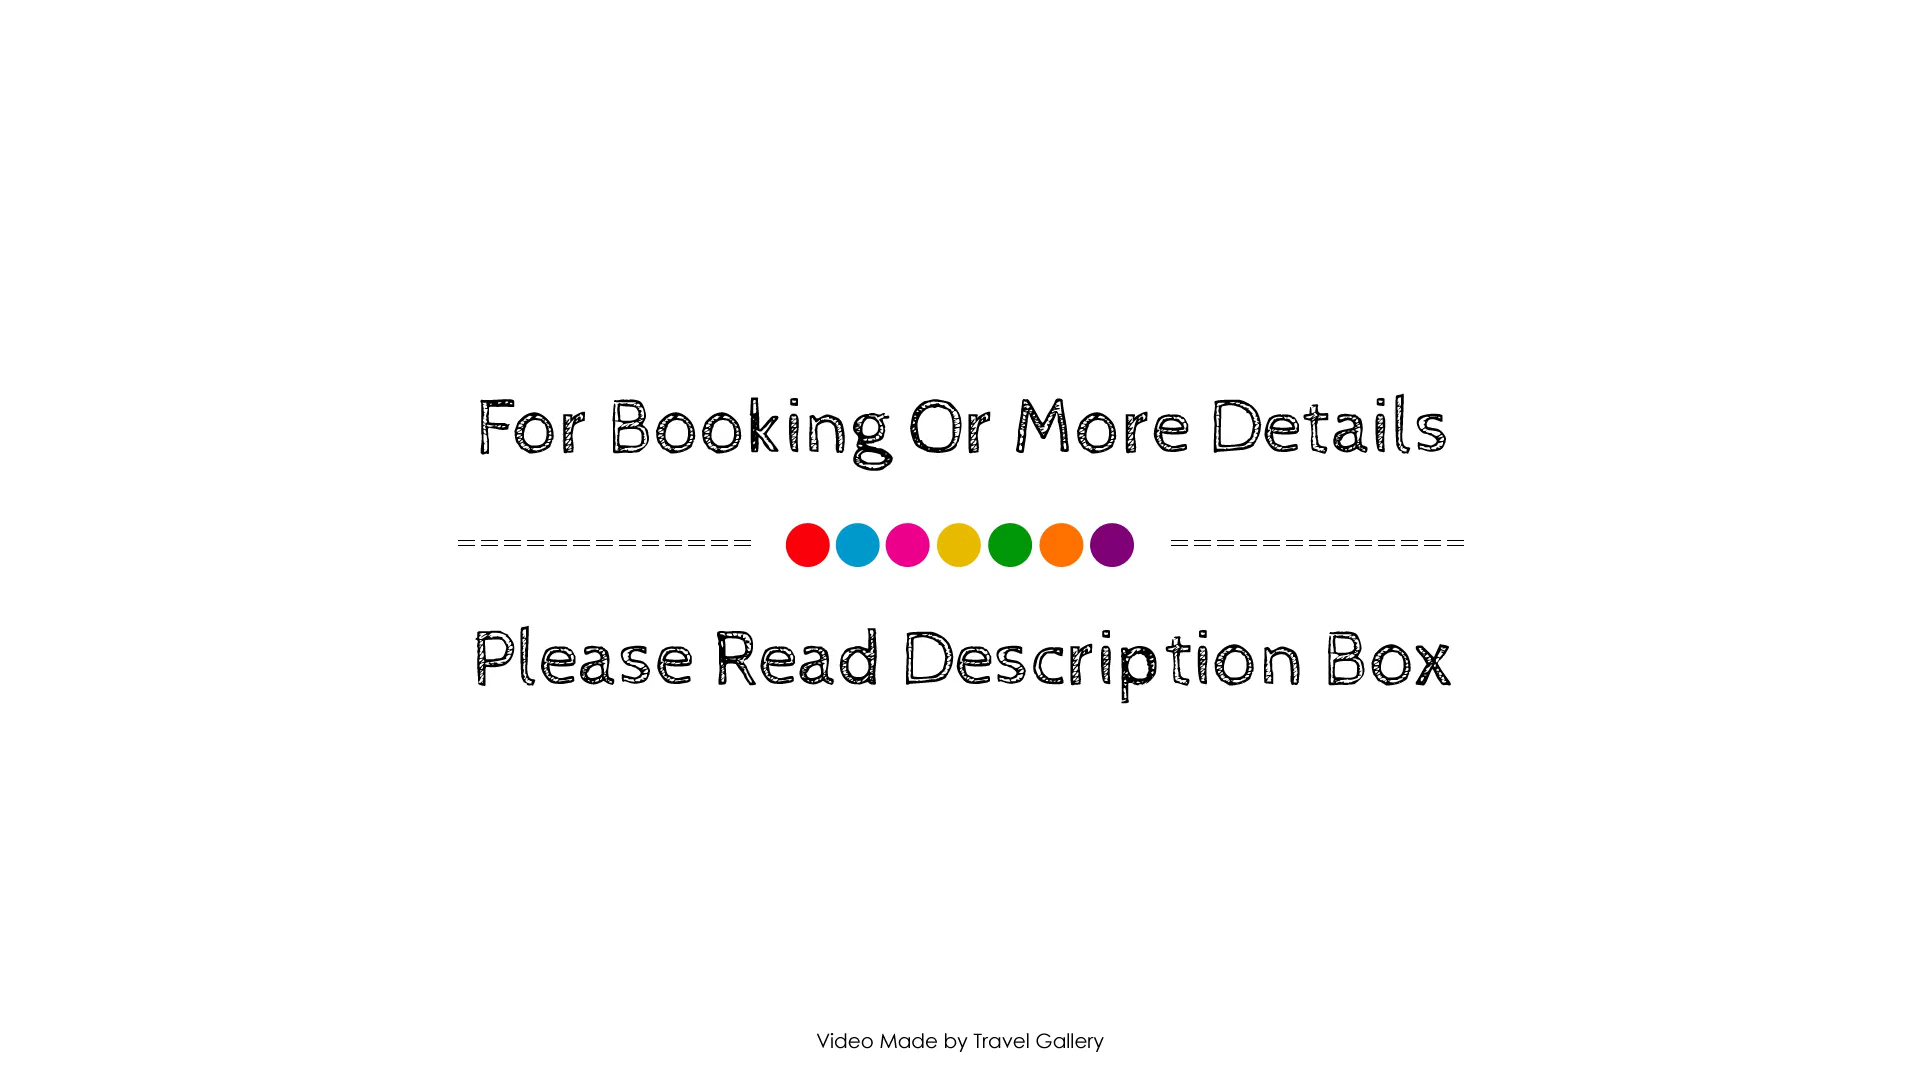 For Booking Or More Details
============= =============
Please Read Description Box
Video Made by Travel Gallery